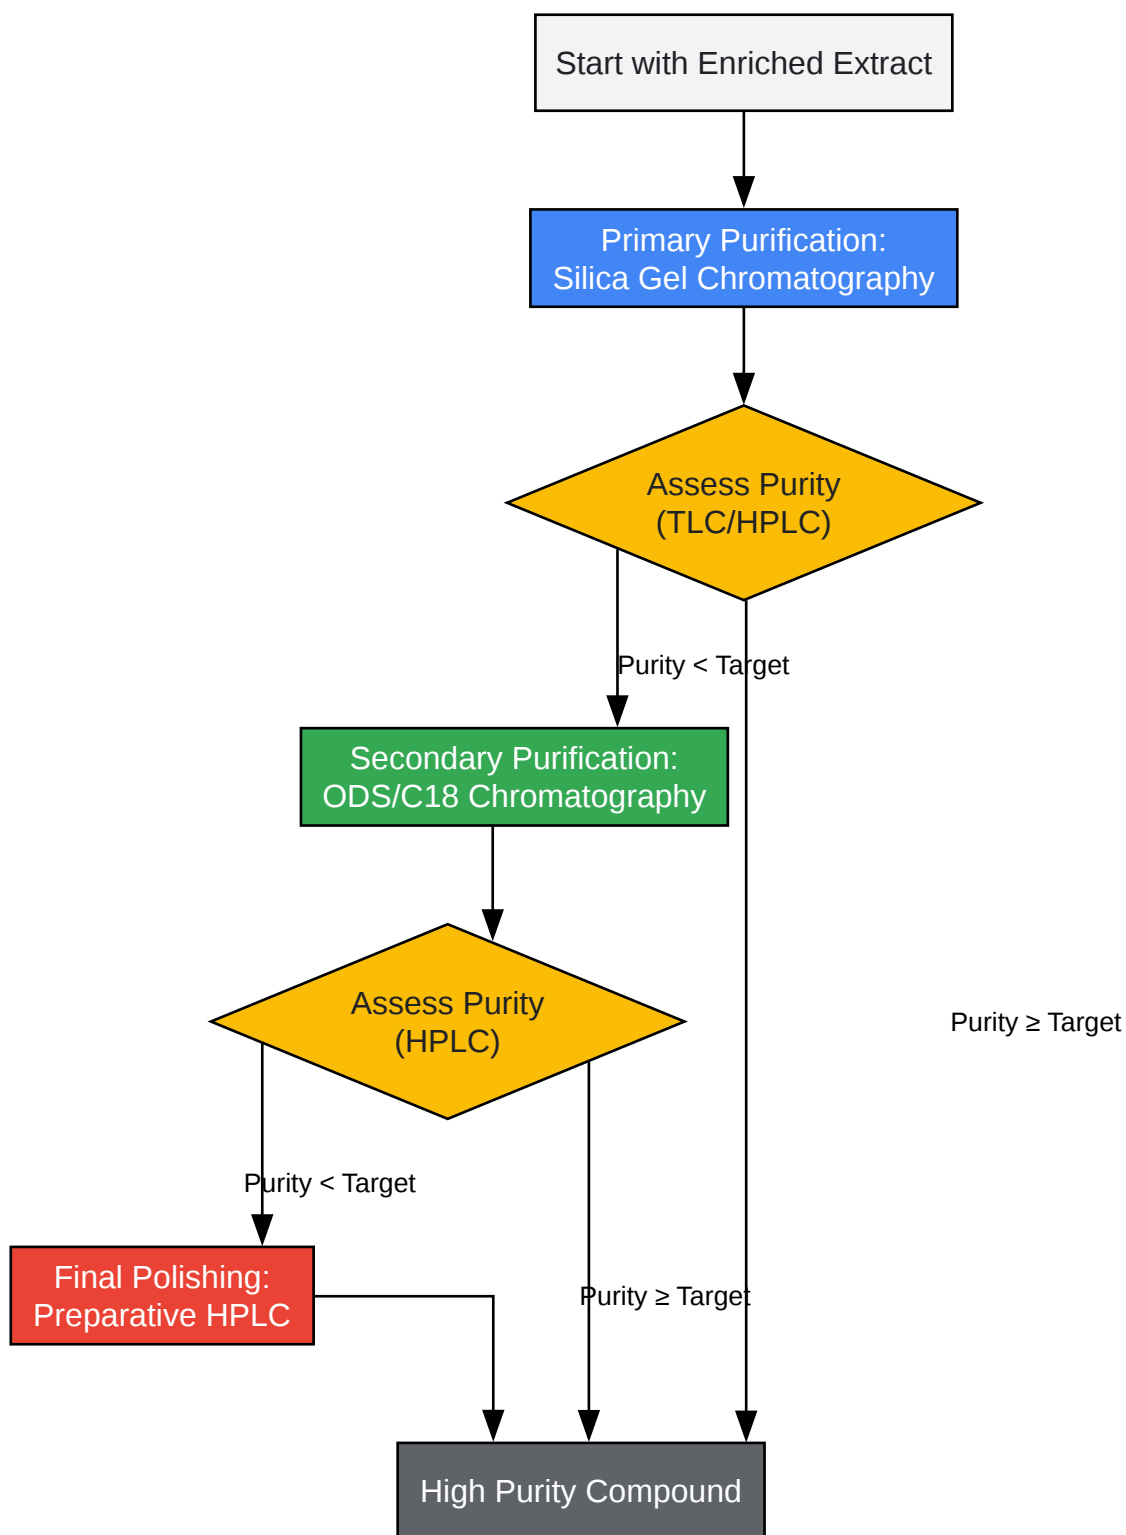 Start with Enriched Extract
Primary Purification:
Silica Gel Chromatography
Assess Purity
(TLC/HPLC)
Purity < Target
Secondary Purification:
ODS/C18 Chromatography
Assess Purity
(HPLC)
Purity ≥ Target
Purity < Target
Final Polishing:
Preparative HPLC
Purity ≥ Target
High Purity Compound